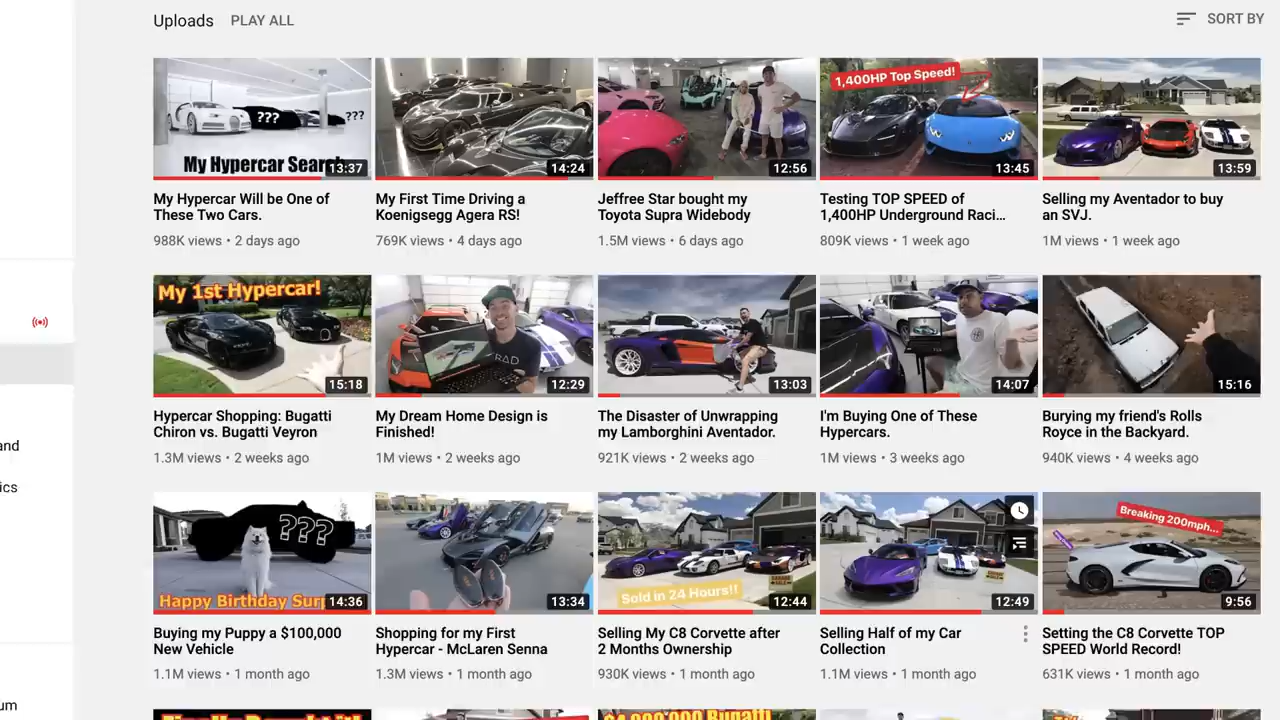 Uploads PLAY ALL
SORT BY
???
???
My Hypercar Sear
13:37
14:24
12:56
1,400HP Top Speed!
13:45
13:59
My Hypercar Will be One of
These Two Cars.
988K views • 2 days ago
My First Time Driving a
Koenigsegg Agera RS!
769K views • 4 days ago
Jeffree Star bought my
Toyota Supra Widebody
1.5M views • 6 days ago
Testing TOP SPEED of
1,400HP Underground Raci...
809K views • 1 week ago
Selling my Aventador to buy
an SVJ.
1M views • 1 week ago
My 1st Hypercar!
15:18
RAD
12:29
13:03
14:07
15:16
Hypercar Shopping: Bugatti
Chiron vs. Bugatti Veyron
1.3M views • 2 weeks ago
My Dream Home Design is
Finished!
1M views • 2 weeks ago
The Disaster of Unwrapping
my Lamborghini Aventador.
921K views • 2 weeks ago
I'm Buying One of These
Hypercars.
1M views • 3 weeks ago
Burying my friend's Rolls
Royce in the Backyard.
940K views • 4 weeks ago
and
ics
???
Happy Birthday Sur
14:36
13:34
Sold in 24 Hours!!
GARAGE
SALE
12:44
12:49
Breaking 200mph...
9:56
Buying my Puppy a $100,000
New Vehicle
1.1M views • 1 month ago
Shopping for my First
Hypercar - McLaren Senna
1.3M views • 1 month ago
Selling My C8 Corvette after
2 Months Ownership
930K views • 1 month ago
Selling Half of my Car
Collection
1.1M views • 1 month ago
Setting the C8 Corvette TOP
SPEED World Record!
631K views • 1 month ago
um